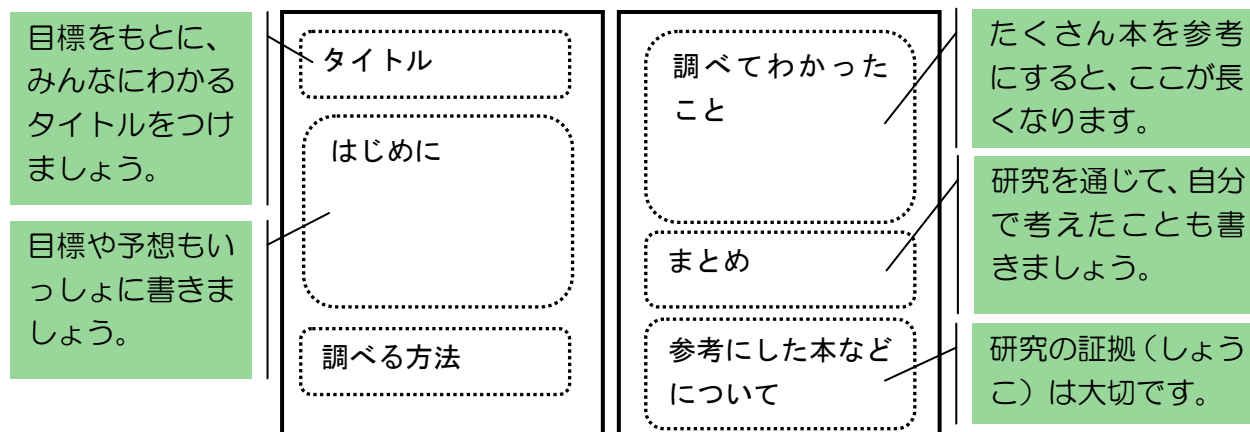 目標をもとに、
みんなにわかる
タイトルをつけ
ましょう。
目標や予想もい
っしょに書きま
しょう。
タイトル
はじめに
調べる方法
調べてわかった
こと
まとめ
参考にした本など
について
たくさん本を参考
にすると、ここが長
くなります。
研究を通じて、自分
で考えたことも書
きましょう。
研究の証拠（しょう
こ）は大切です。